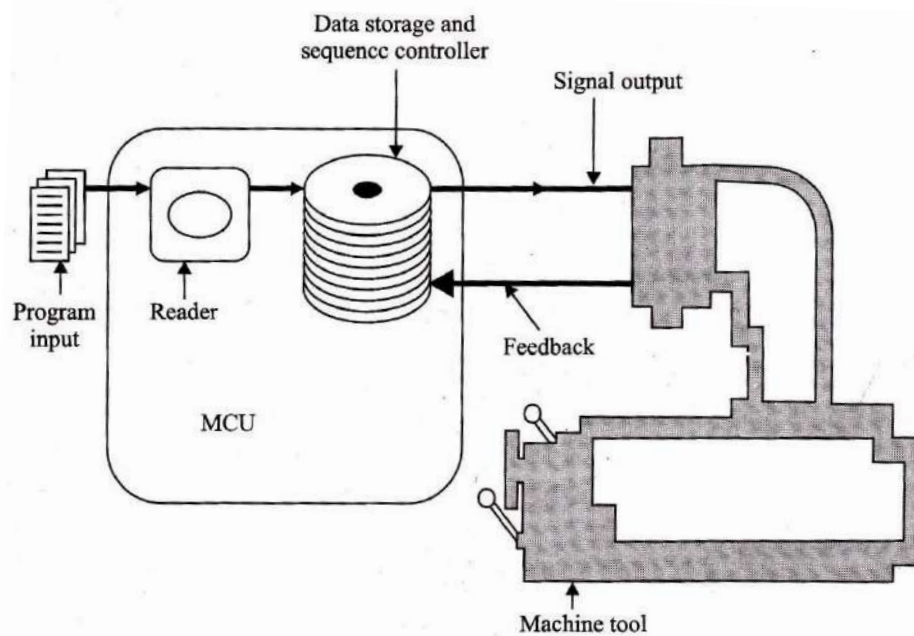 Data storage and
sequencc controller
Signal output
Program
input
Reader
Feedback
MCU
Machine tool